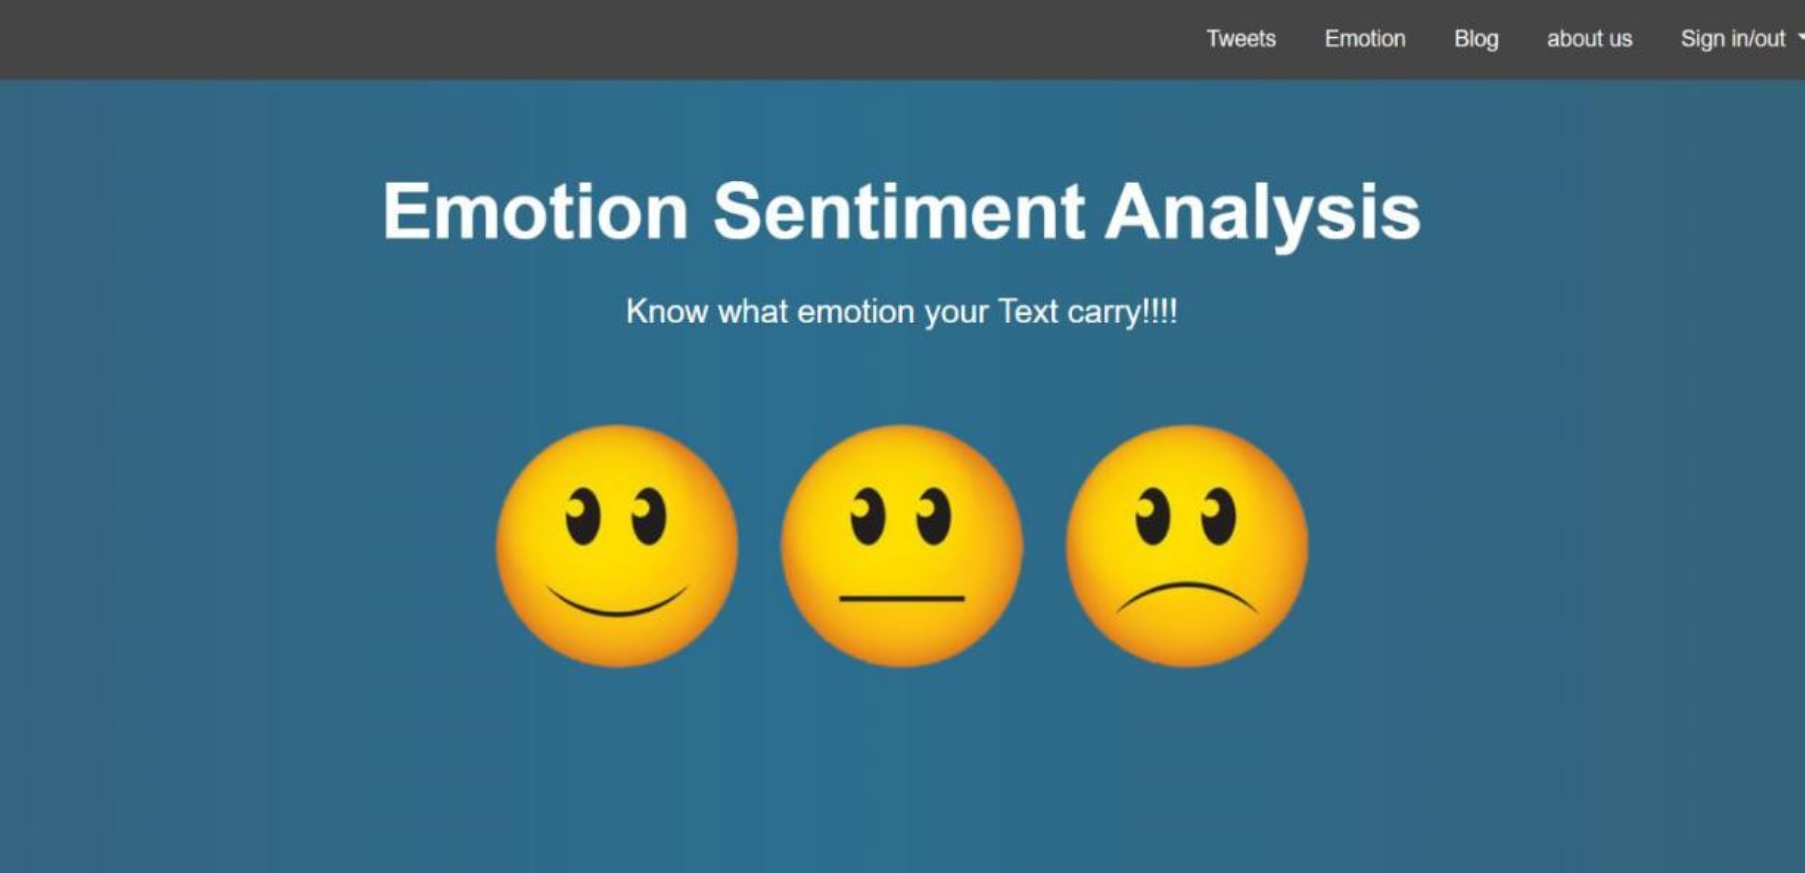 Tweets Emotion Blog about us Sign in/out
Emotion Sentiment Analysis
Know what emotion your Text carry!!!!